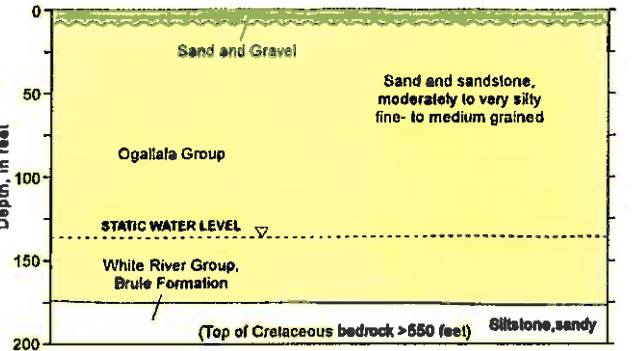 0
Sand and Gravel
Sand and sandstone,
moderately to very silty
fine- to medium grained
50
Depth, in feet
Ogallala Group
100
STATIC WATER LEVEL
150
White River Group,
Brule Formation
(Top of Cretaceous bedrock >550 feet)
Siltstone,sandy
200